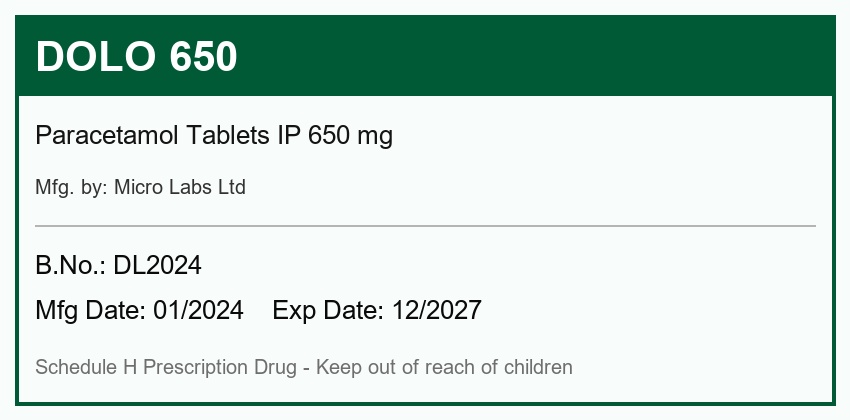 DOLO 650
Paracetamol Tablets IP 650 mg
Mfg. by: Micro Labs Ltd
B.No.: DL2024
Mfg Date: 01/2024    Exp Date: 12/2027
Schedule H Prescription Drug - Keep out of reach of children